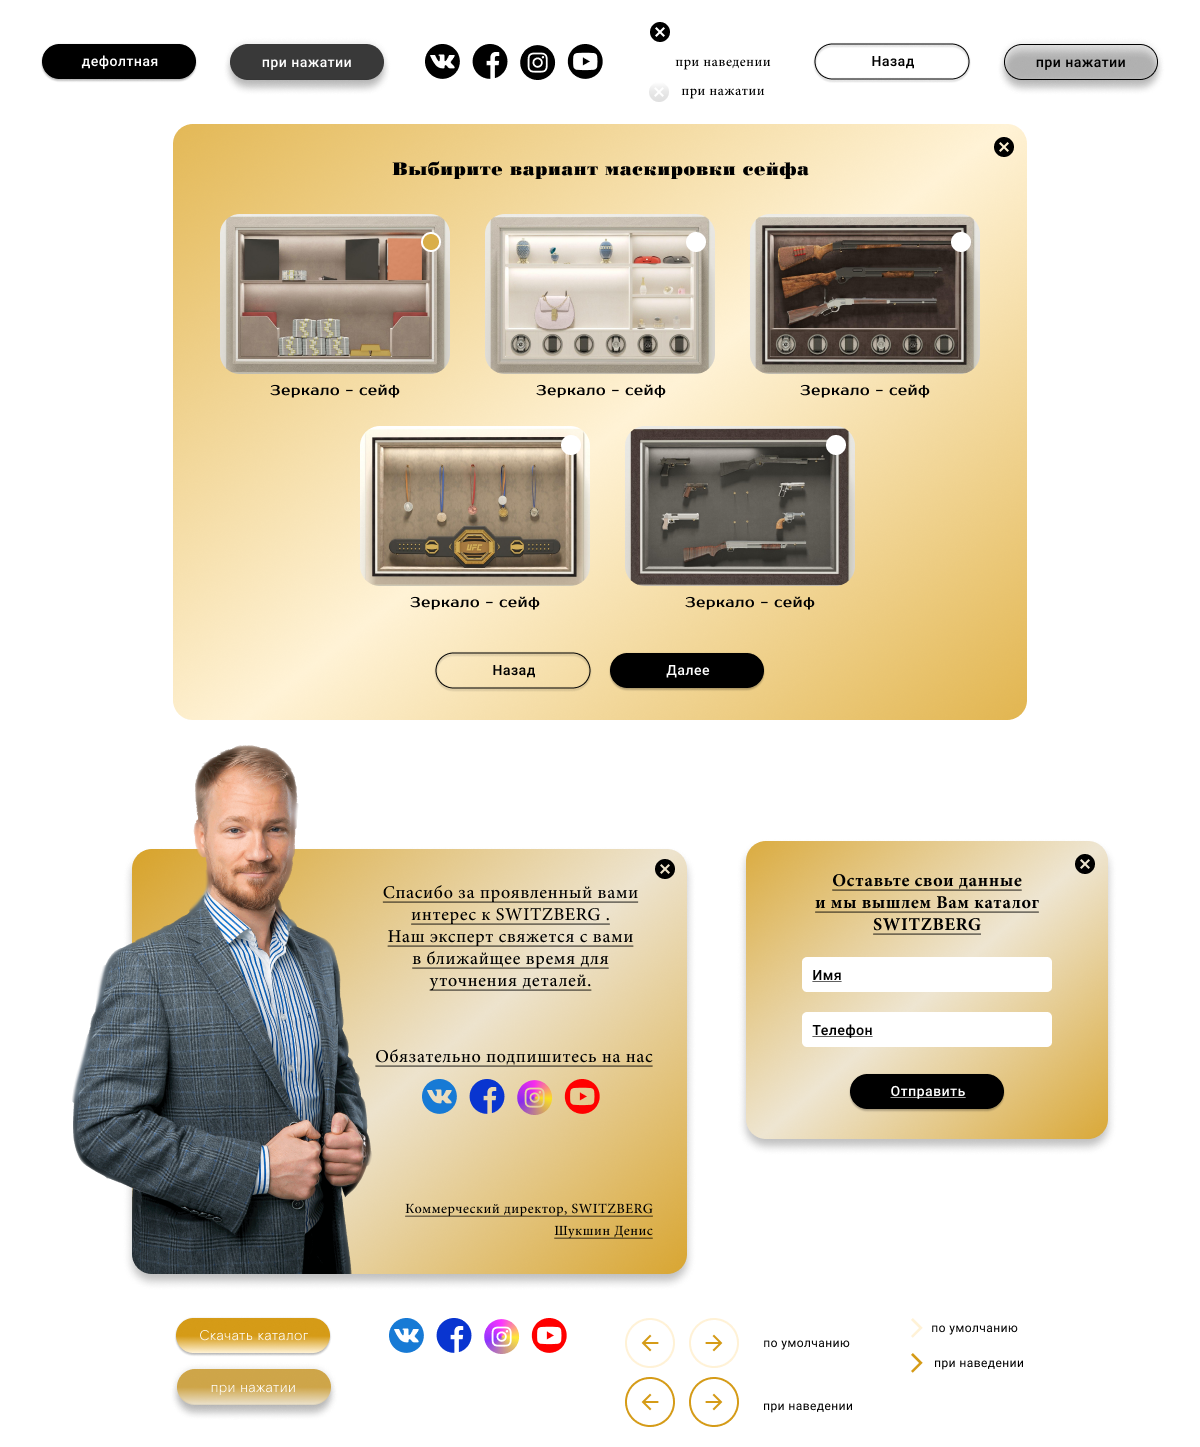 дефолтная
при нажатии
при наведении
при нажатии
Назад
при нажатии
Выбирите вариант маскировки сейфа
Зеркало - сейф
Зеркало - сейф
Зеркало - сейф
UFC
Зеркало - сейф
Зеркало - сейф
Назад
Далее
Спасибо за проявленный вами
интерес к SWITZBERG .
Наш эксперт свяжется с вами
в ближайщее время для
уточнения деталей.
Обязательно подпишитесь на нас
Коммерческий директор, SWITZBERG
Шукшин Денис
Оставьте свои данные
и мы вышлем Вам каталог
SWITZBERG
Имя
Телефон
Отправить
Скачать каталог
при нажатии
по умолчанию
при наведении
по умолчанию
при наведении